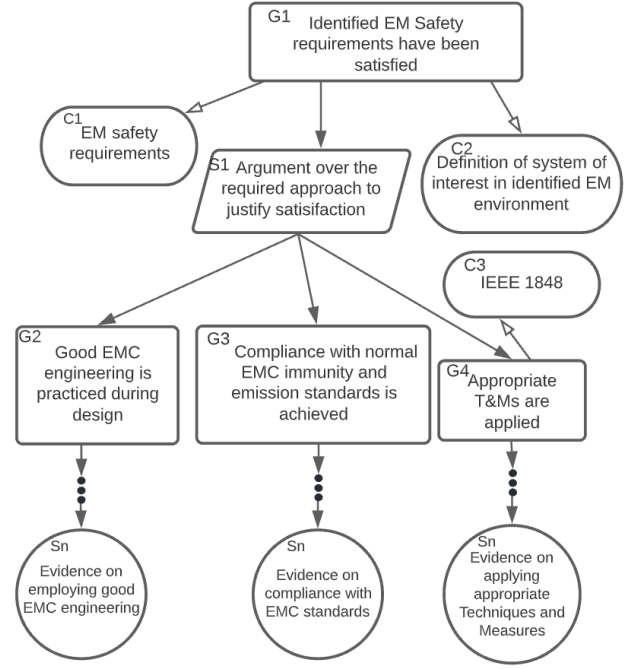 G1
Identified EM Safety
requirements have been
satisfied
C1
EM safety
requirements
S1
Argument over the
required approach to
justify satisifaction
C2
Definition of system of
interest in identified EM
environment
C3
IEEE 1848
G2
Good EMC
engineering is
practiced during
design
G3
Compliance with normal
EMC immunity and
emission standards is
achieved
G4
Appropriate
T&Ms are
applied
Sn
Evidence on
employing good
EMC engineering
Sn
Evidence on
compliance with
EMC standards
Sn
Evidence on
applying
appropriate
Techniques and
Measures